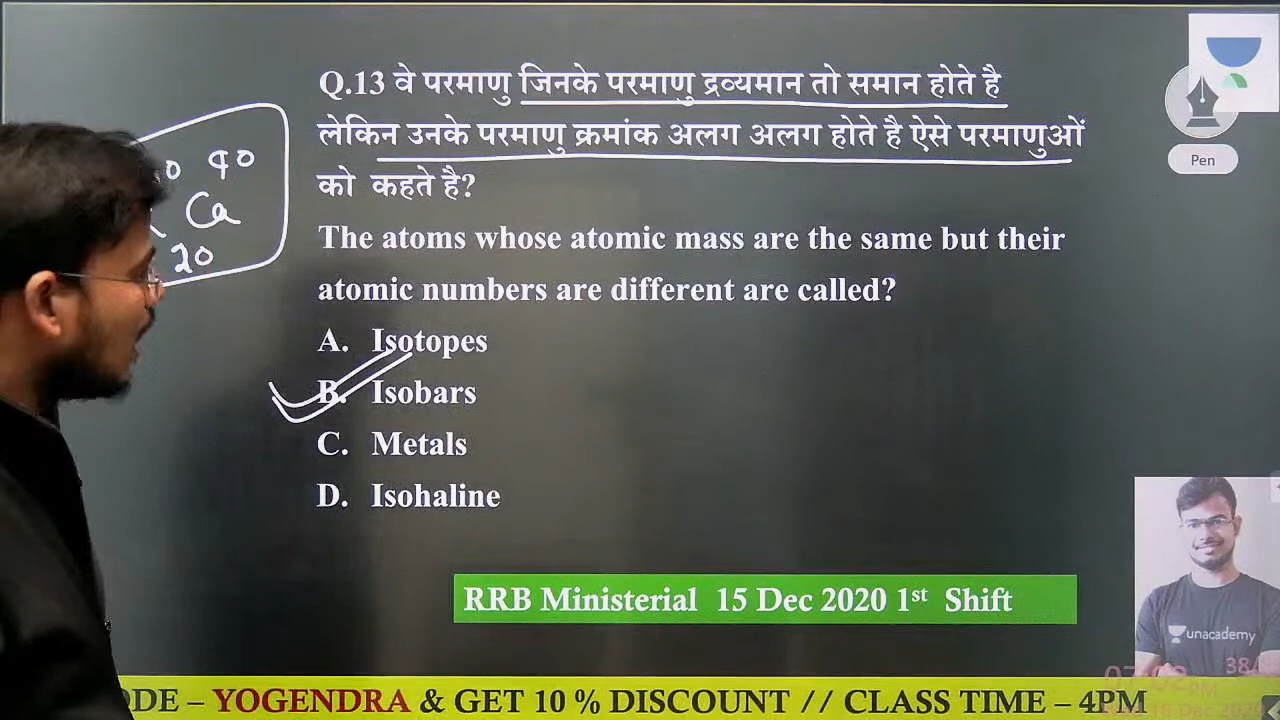 Q.13 वे परमाणु जिनके परमाणु द्रव्यमान तो समान होते है
लेकिन उनके परमाणु क्रमांक अलग अलग होते है ऐसे परमाणुओं
को कहते है?
The atoms whose atomic mass are the same but their
atomic numbers are different are called?
A. Isotopes
B. Isobars
C. Metals
D. Isohaline
40
Ca
20
Pen
RRB Ministerial 15 Dec 2020 1st Shift
unacademy
YOGENDRA & GET 10 % DISCOUNT // CLASS TIME – 4PM